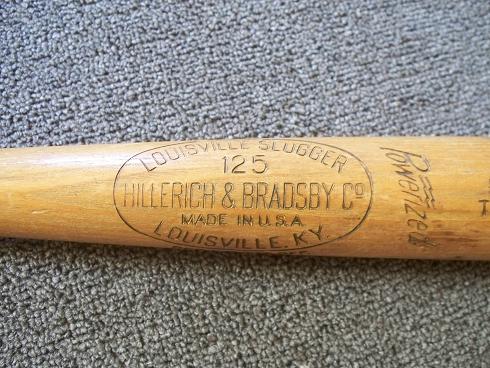 LOUISVILLE SLUGGER
125
HILLERICH & BRADSBY Co
MADE IN U.S.A.
LOUISVILLE, KY.
Powerized